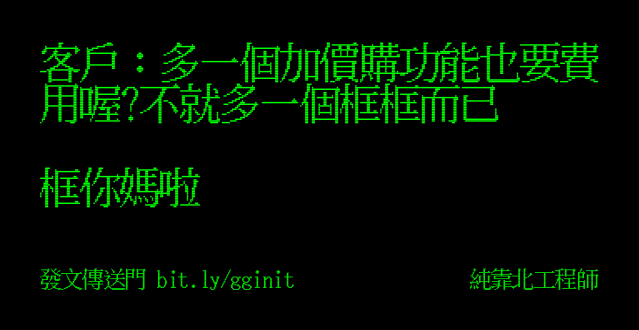 客戶：多一個加價購功能也要費
用喔?不就多一個框框而已
框你媽啦
發文傳送門 bit.ly/gginit
純靠北工程師